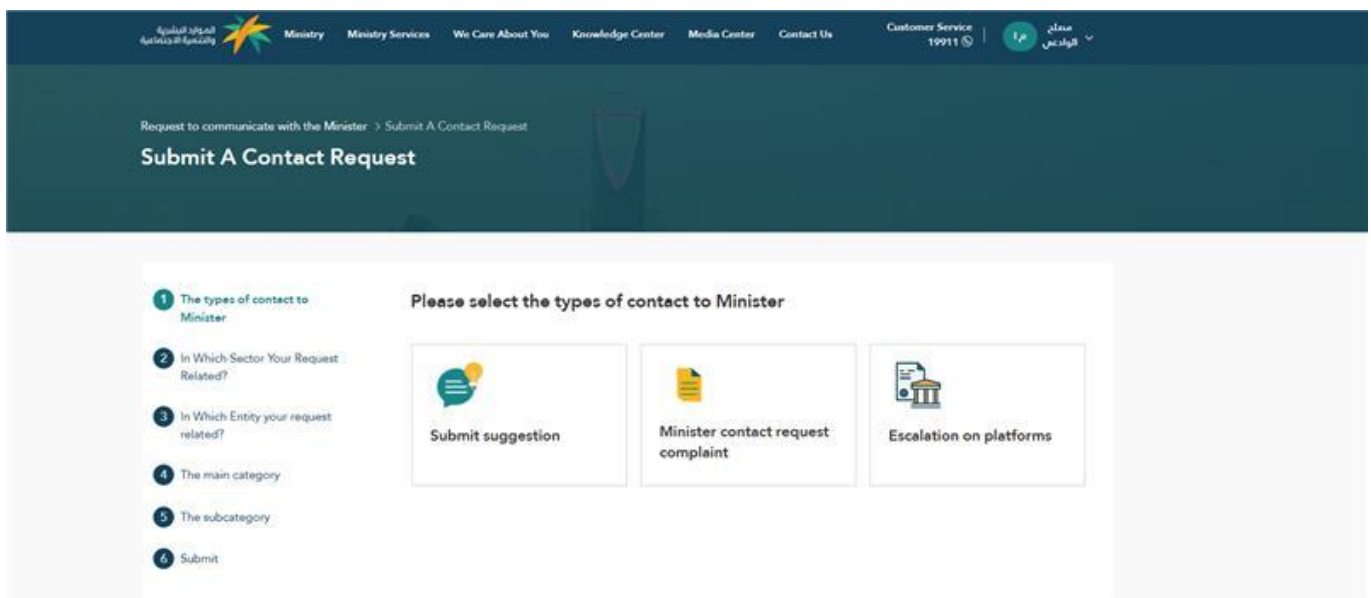 الموارد البشرية
والتنمية الاجتماعية
Ministry
Ministry Services
We Care About You
Knowledge Center
Media Center
Contact Us
Customer Service
19911
م.ا
مصلح
الوادعي
Request to communicate with the Minister > Submit A Contact Request
Submit A Contact Request
1 The types of contact to
Minister
2 In Which Sector Your Request
Related?
3 In Which Entity your request
related?
4 The main category
5 The subcategory
6 Submit
Please select the types of contact to Minister
Submit suggestion
Minister contact request
complaint
Escalation on platforms